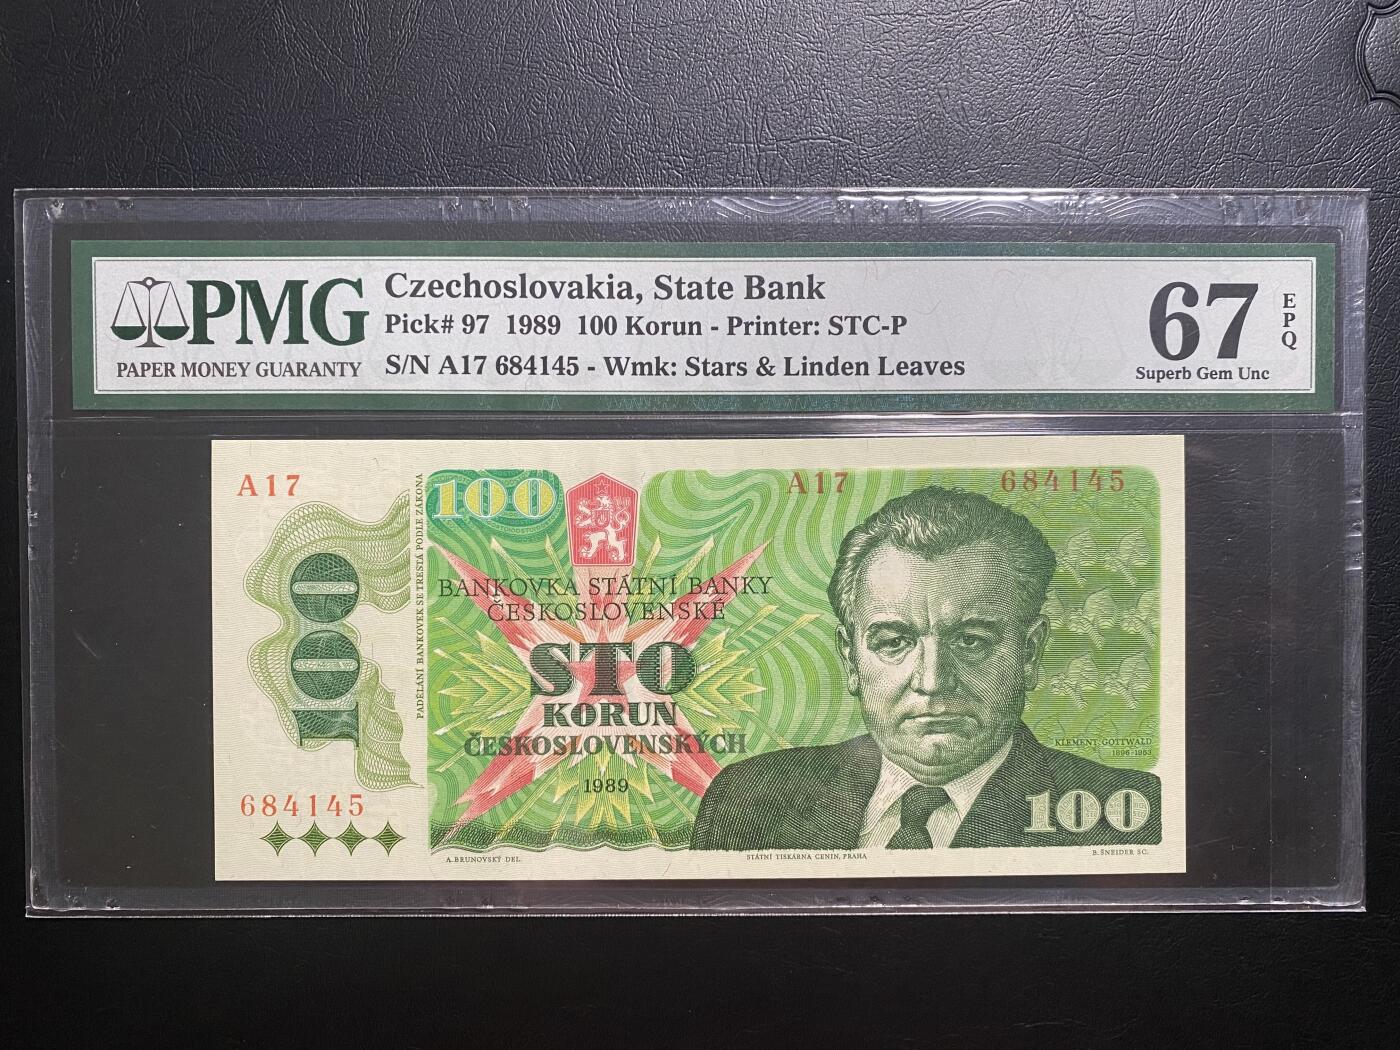 PMG
PAPER MONEY GUARANTY
Czechoslovakia, State Bank
Pick# 97 1989 100 Korun - Printer: STC-P
S/N A17 684145 - Wmk: Stars & Linden Leaves
67
EPQ
Superb Gem Unc
A17
100
A17 684145
100
PADĚLÁNÍ BANKOVEK SE TRESTÁ PODLE ZÁKONA
BANKOVKA STÁTNÍ BANKY
ČESKOSLOVENSKÉ
STO
KORUN
ČESKOSLOVENSKÝCH
1989
KLEMENT GOTTWALD
1896-1953
684145
100
A. BRUNOVSKÝ DEL.
STÁTNÍ TISKÁRNA CENIN, PRAHA
B. ŠNEIDER SC.